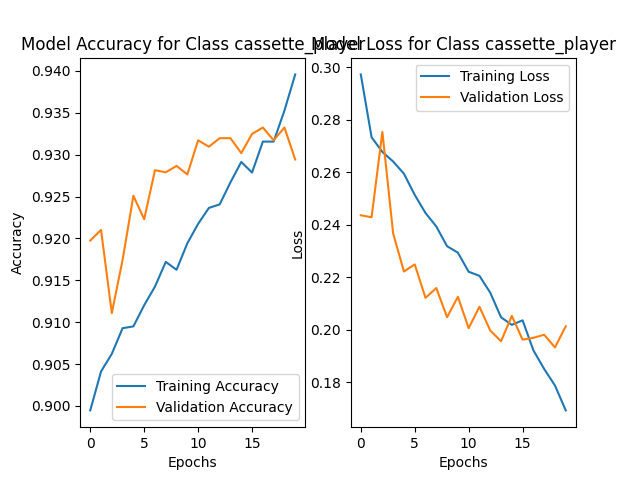 Model Accuracy for Class cassette_player
Model Loss for Class cassette_player
0.940
0.935
0.930
0.925
0.920
0.915
0.910
0.905
0.900
Accuracy
Training Accuracy
Validation Accuracy
0 5 10 15
Epochs
0.30
0.28
0.26
0.24
0.22
0.20
0.18
Loss
Training Loss
Validation Loss
0 5 10 15
Epochs